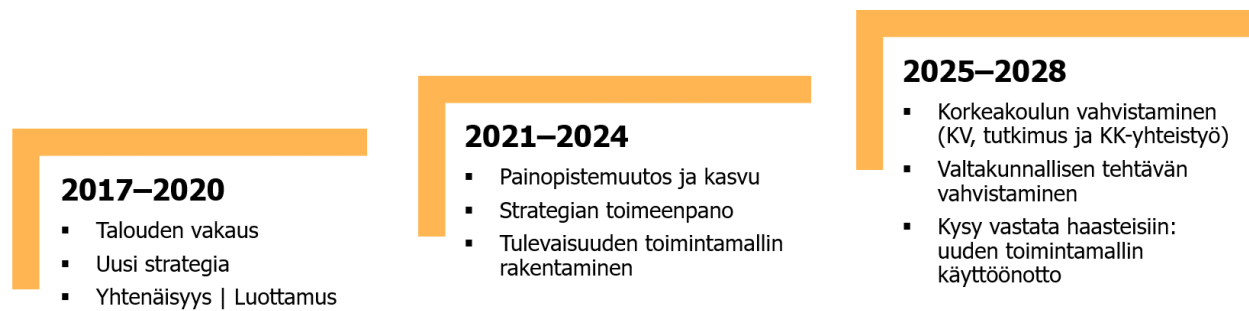 2017–2020
▪ Talouden vakaus
▪ Uusi strategia
▪ Yhtenäisyys | Luottamus
2021–2024
▪ Painopistemuutos ja kasvu
▪ Strategian toimeenpano
▪ Tulevaisuuden toimintamallin
rakentaminen
2025–2028
▪ Korkeakoulun vahvistaminen
(KV, tutkimus ja KK-yhteistyö)
▪ Valtakunnallisen tehtävän
vahvistaminen
▪ Kysy vastata haasteisiin:
uuden toimintamallin
käyttöönotto